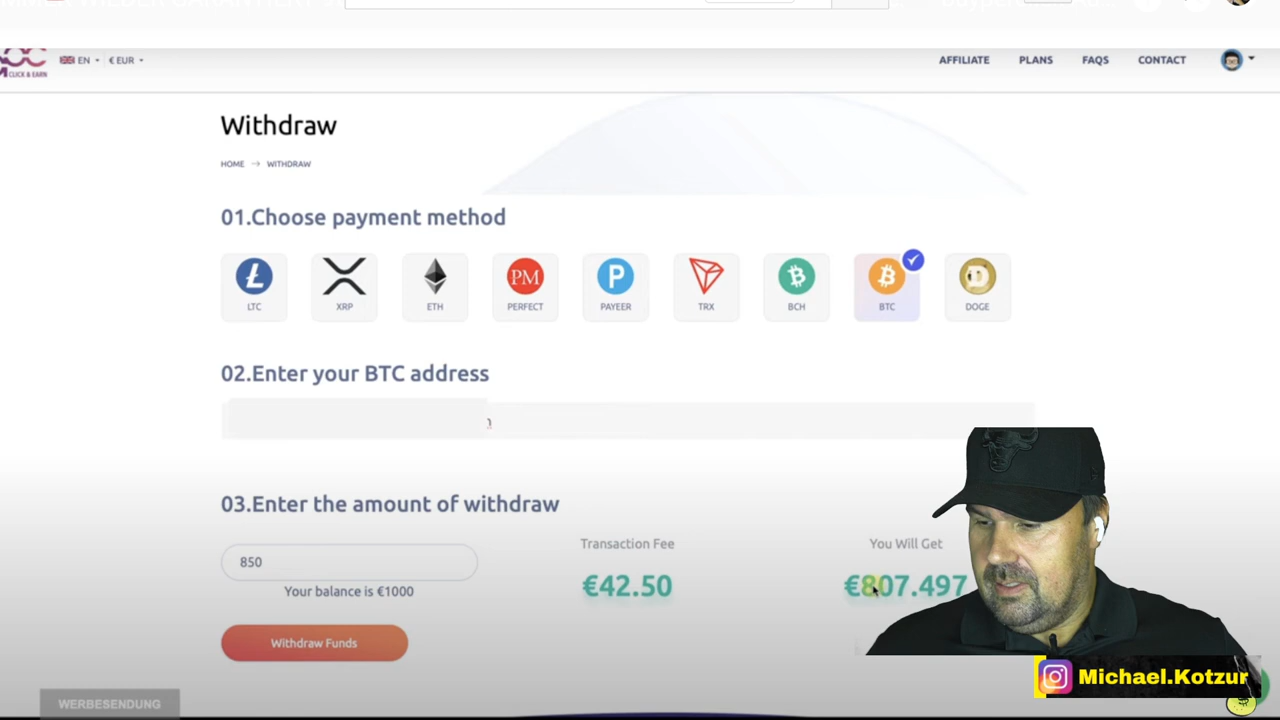 EN € EUR AFFILIATE PLANS FAQS CONTACT
CLICK & EARN
Withdraw
HOME → WITHDRAW
01.Choose payment method
LTC XRP ETH PM PERFECT P PAYEER TRX BCH BTC DOGE
02.Enter your BTC address
03.Enter the amount of withdraw
Transaction Fee You Will Get
850
€42.50 €807.497
Your balance is €1000
Withdraw Funds
Michael.Kotzur
WERBESENDUNG